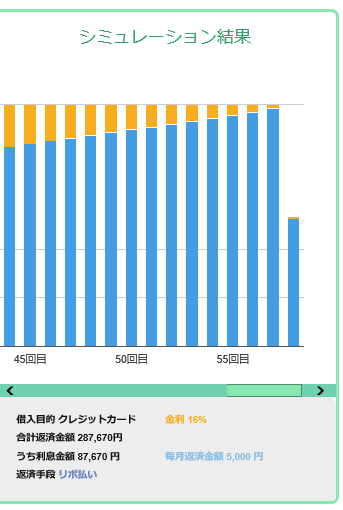 シミュレーション結果
45回目 50回目 55回目
借入目的 クレジットカード 金利 16%
合計返済金額 287,670円
うち利息金額 87,670 円 毎月返済金額 5,000 円
返済手段 リボ払い